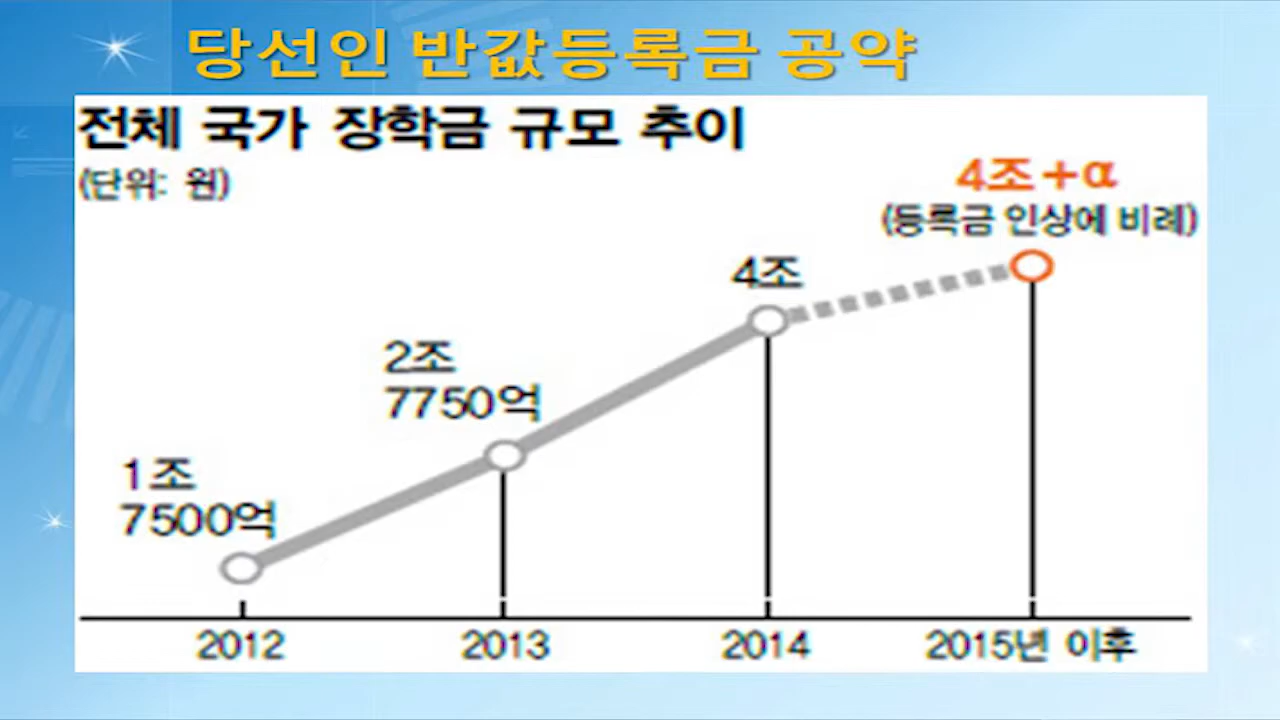 당선인 반값등록금 공약
전체 국가 장학금 규모 추이
(단위: 원)
4조+α
(등록금 인상에 비례)
4조
2조
7750억
1조
7500억
2012
2013
2014
2015년 이후